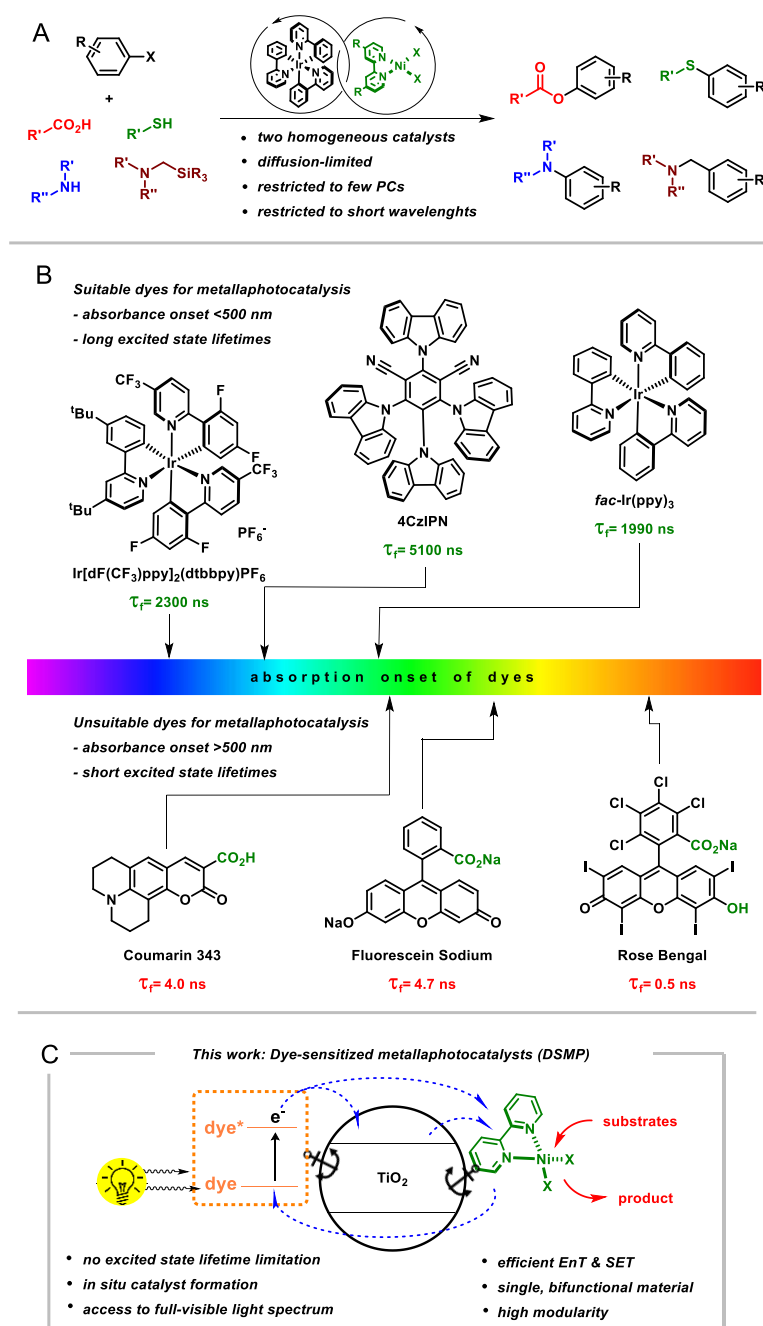 A
R
X
+
R'-CO2H
R'-SH
R'
R'' N H
R' N SiR3
R''
Ir
N
Ni
X
X
R
R
• two homogeneous catalysts
• diffusion-limited
• restricted to few PCs
• restricted to short wavelenghts
O
R' O R
R' S R
R'
R'' N R
R' N R
R''
B
Suitable dyes for metallaphotocatalysis
- absorbance onset <500 nm
- long excited state lifetimes
CF3
F
tBu
N
Ir
F
N
CF3
N
tBu
F
F
PF6-
Ir[dF(CF3)ppy]2(dtbbpy)PF6
τf= 2300 ns
N
CN
CN
N
N
N
4CzIPN
τf= 5100 ns
N
Ir
N
N
fac-Ir(ppy)3
τf= 1990 ns
absorption onset of dyes
Unsuitable dyes for metallaphotocatalysis
- absorbance onset >500 nm
- short excited state lifetimes
CO2H
N
O
O
Coumarin 343
τf= 4.0 ns
CO2Na
NaO
O
O
Fluorescein Sodium
τf= 4.7 ns
Cl
Cl
Cl
Cl
CO2Na
I
I
O
O
OH
I
I
Rose Bengal
τf= 0.5 ns
C
This work: Dye-sensitized metallaphotocatalysts (DSMP)
dye*
e-
dye
TiO2
N
N
Ni
X
X
substrates
product
• no excited state lifetime limitation
• in situ catalyst formation
• access to full-visible light spectrum
• efficient EnT & SET
• single, bifunctional material
• high modularity